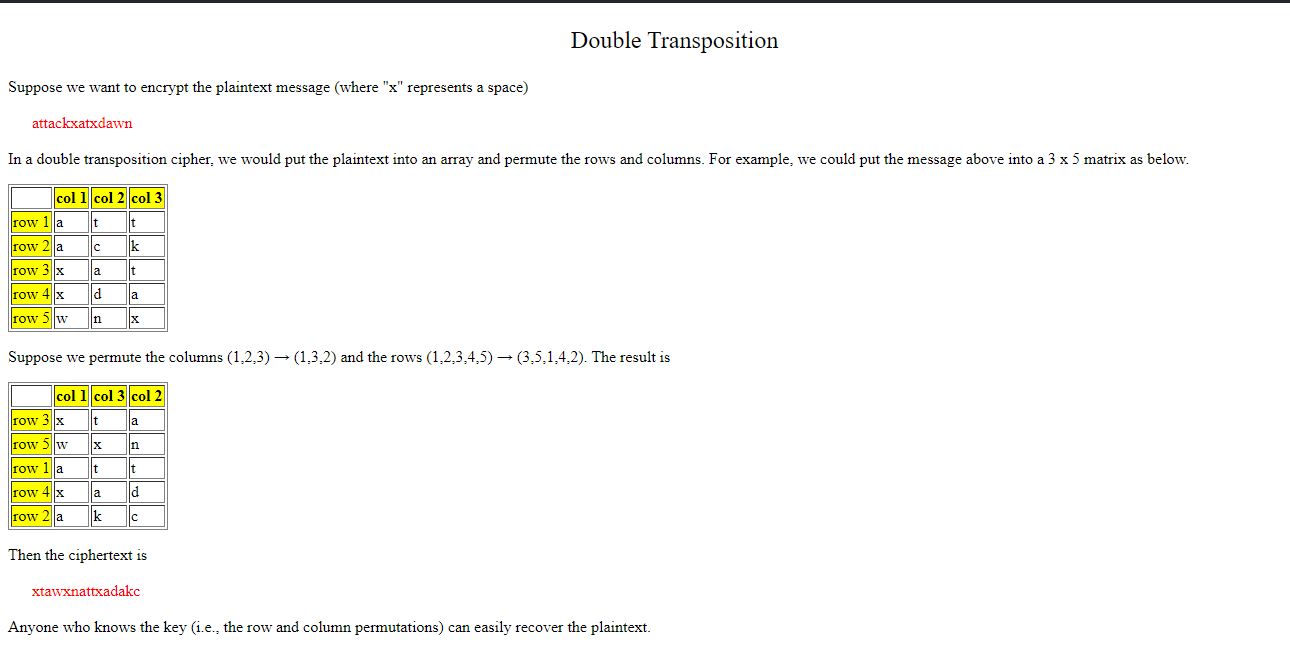 Double Transposition
Suppose we want to encrypt the plaintext message (where "x" represents a space)
attackxatxdawn
In a double transposition cipher, we would put the plaintext into an array and permute the rows and columns. For example, we could put the message above into a 3 x 5 matrix as below.
col 1 col 2 col 3
row 1 a t t
row 2 a c k
row 3 x a t
row 4 x d a
row 5 w n x
Suppose we permute the columns (1,2,3) → (1,3,2) and the rows (1,2,3,4,5) → (3,5,1,4,2). The result is
col 1 col 3 col 2
row 3 x t a
row 5 w x n
row 1 a t t
row 4 x a d
row 2 a k c
Then the ciphertext is
xtawxnattxadakc
Anyone who knows the key (i.e., the row and column permutations) can easily recover the plaintext.